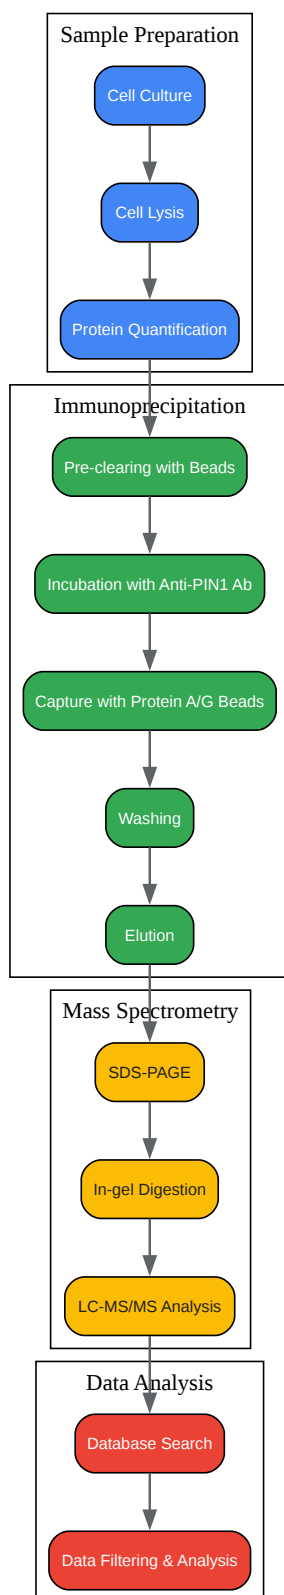 Sample Preparation
Cell Culture
Cell Lysis
Protein Quantification
Immunoprecipitation
Pre-clearing with Beads
Incubation with Anti-PIN1 Ab
Capture with Protein A/G Beads
Washing
Elution
Mass Spectrometry
SDS-PAGE
In-gel Digestion
LC-MS/MS Analysis
Data Analysis
Database Search
Data Filtering & Analysis